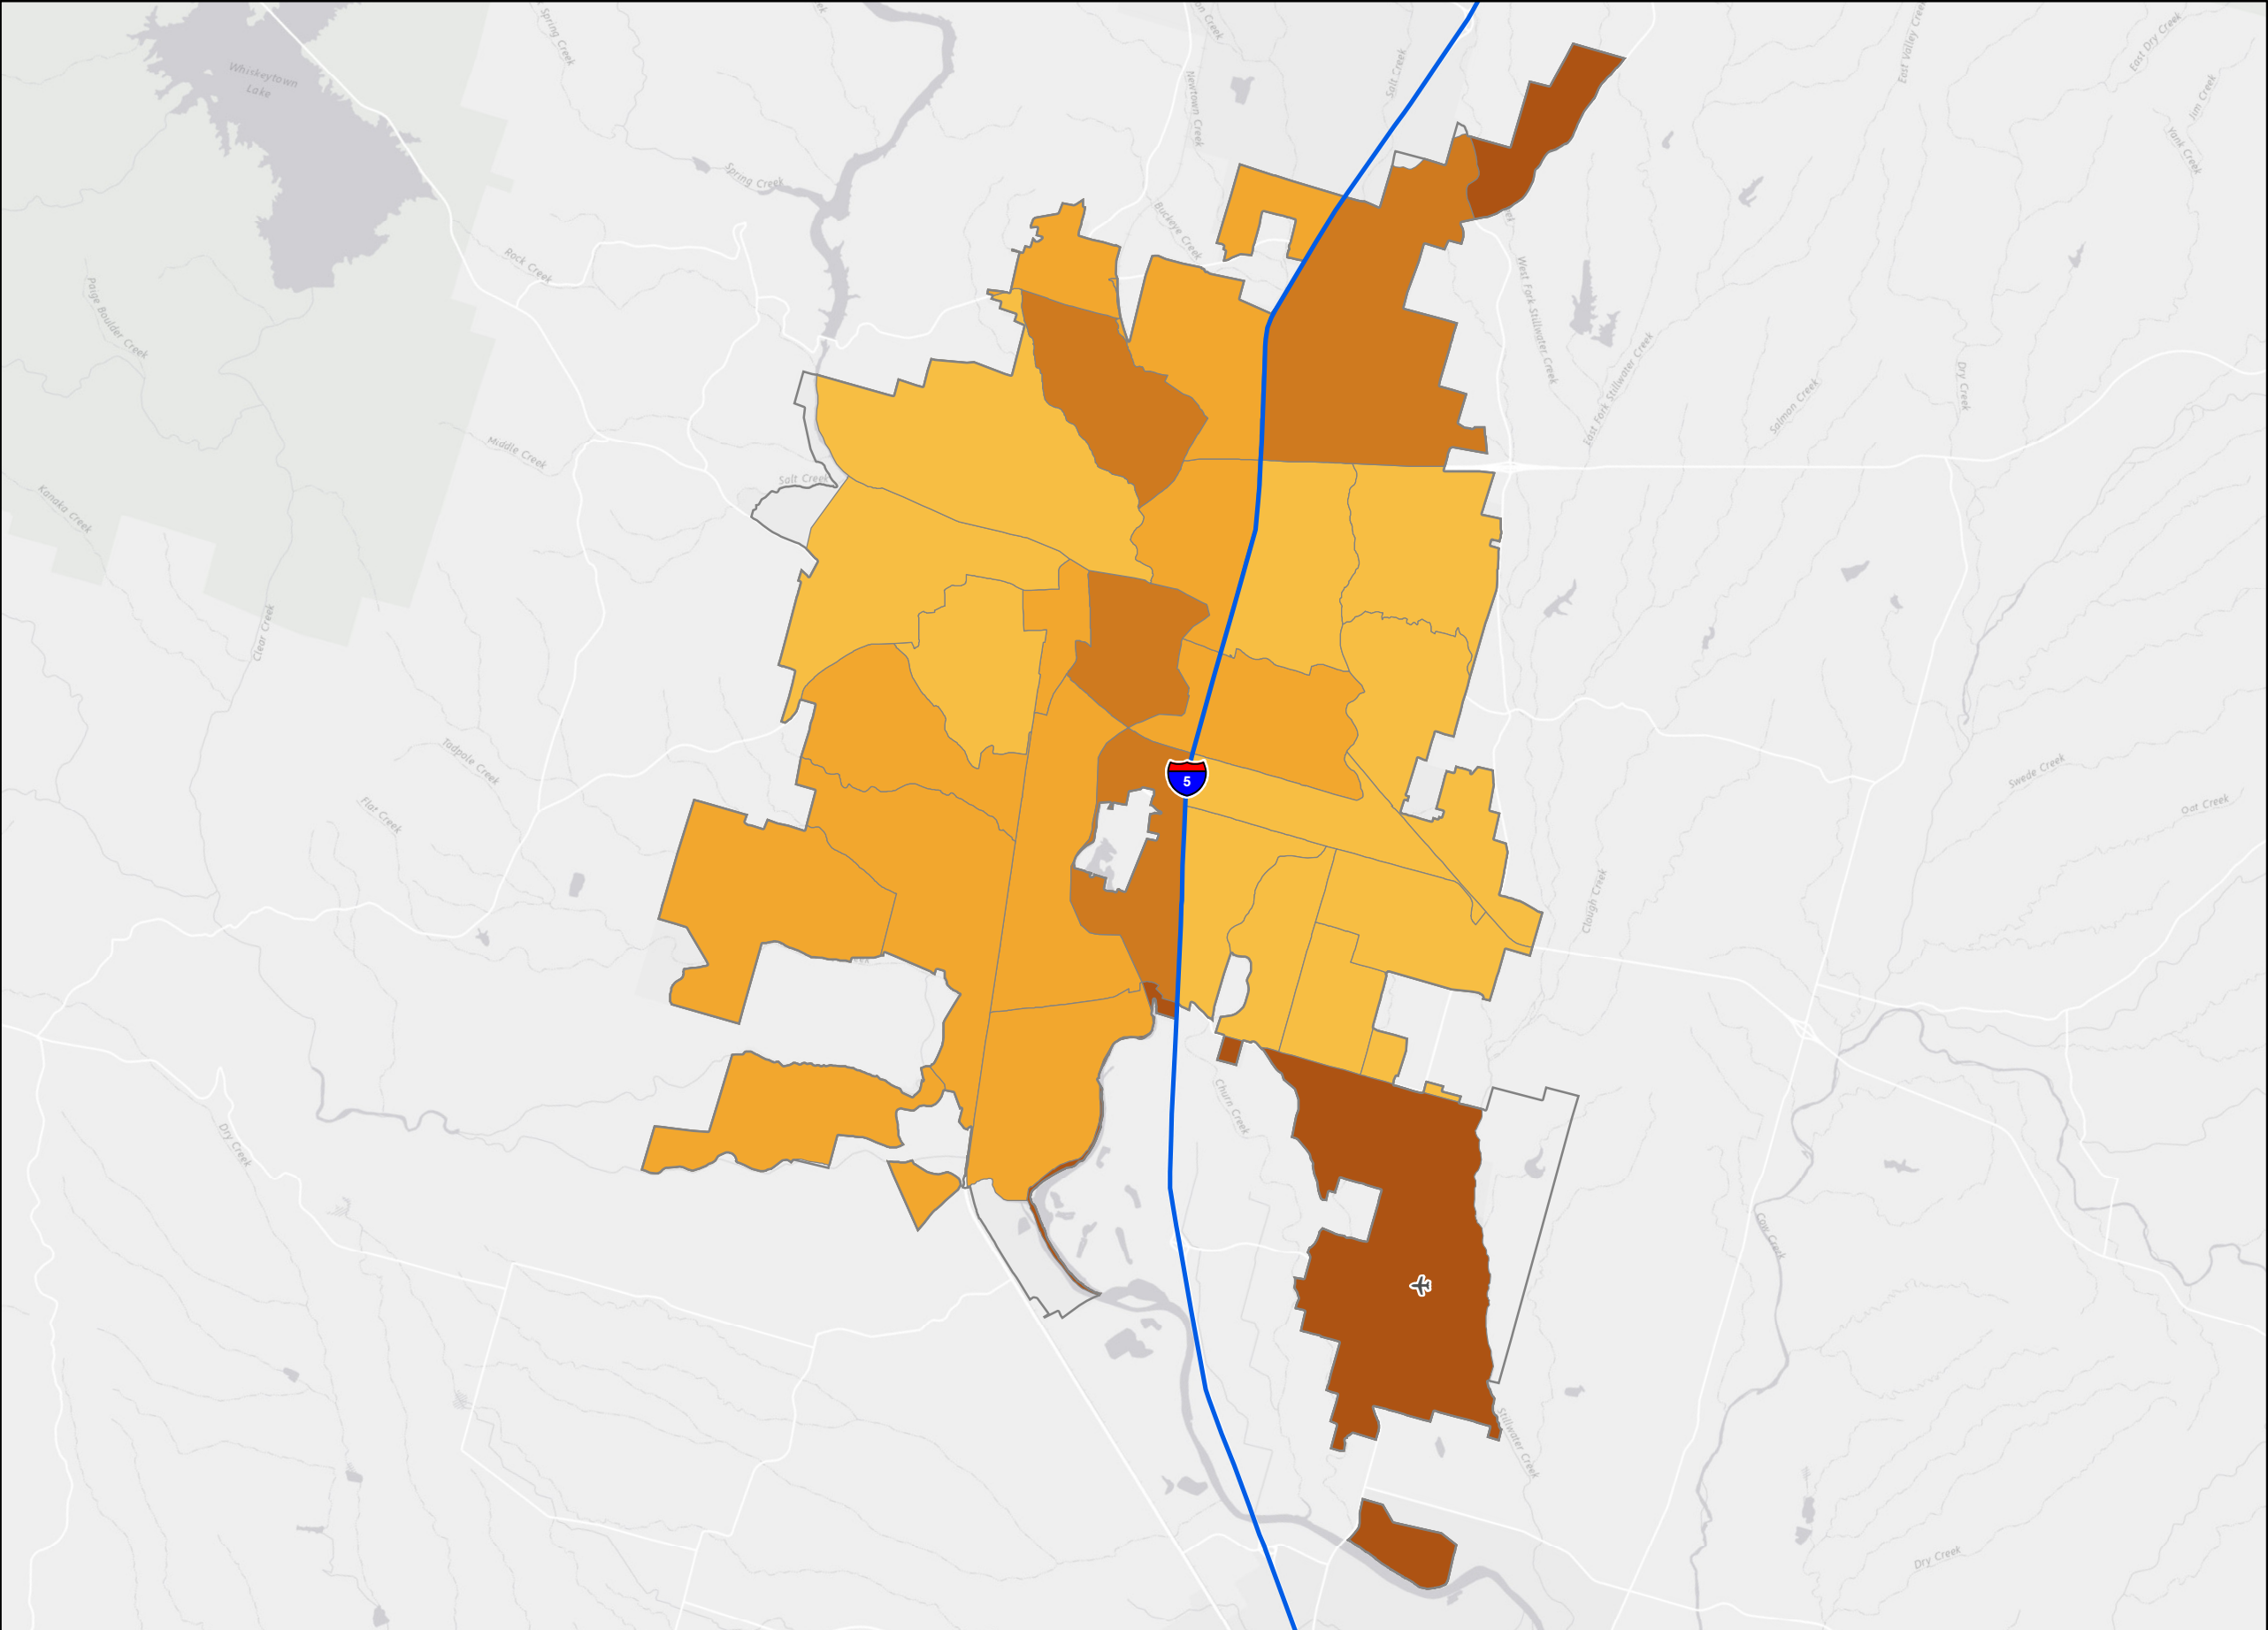 Spring Creek
Newtown Creek
Salt Creek
East Valley Creek
East Dry Creek
Jim Creek
Yank Creek
Whiskeytown
Lake
Spring Creek
Buckeye Creek
Rock Creek
Paige Boulder Creek
West Fork Stillwater Creek
East Fork Stillwater Creek
Salmon Creek
Dry Creek
Middle Creek
Salt Creek
Kanaka Creek
Clear Creek
Tadpole Creek
Flat Creek
5
Swede Creek
Oat Creek
Clough Creek
Churn Creek
Dry Creek
Cow Creek
Stillwater Creek
Dry Creek